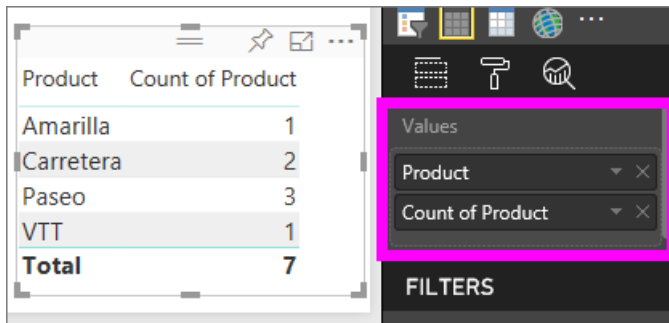 Product Count of Product
Amarilla 1
Carretera 2
Paseo 3
VTT 1
Total 7
Values
Product
Count of Product
FILTERS